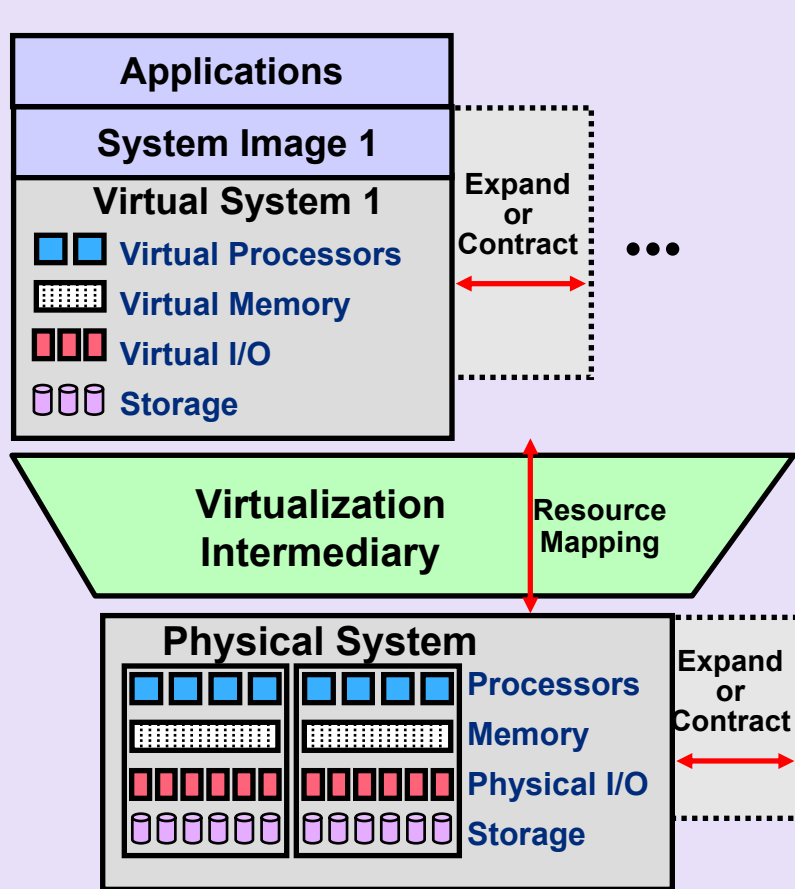 Applications
System Image 1
Virtual System 1
Virtual Processors
Virtual Memory
Virtual I/O
Storage
Expand
or
Contract
•••
Virtualization
Intermediary
Resource
Mapping
Physical System
Processors
Memory
Physical I/O
Storage
Expand
or
Contract